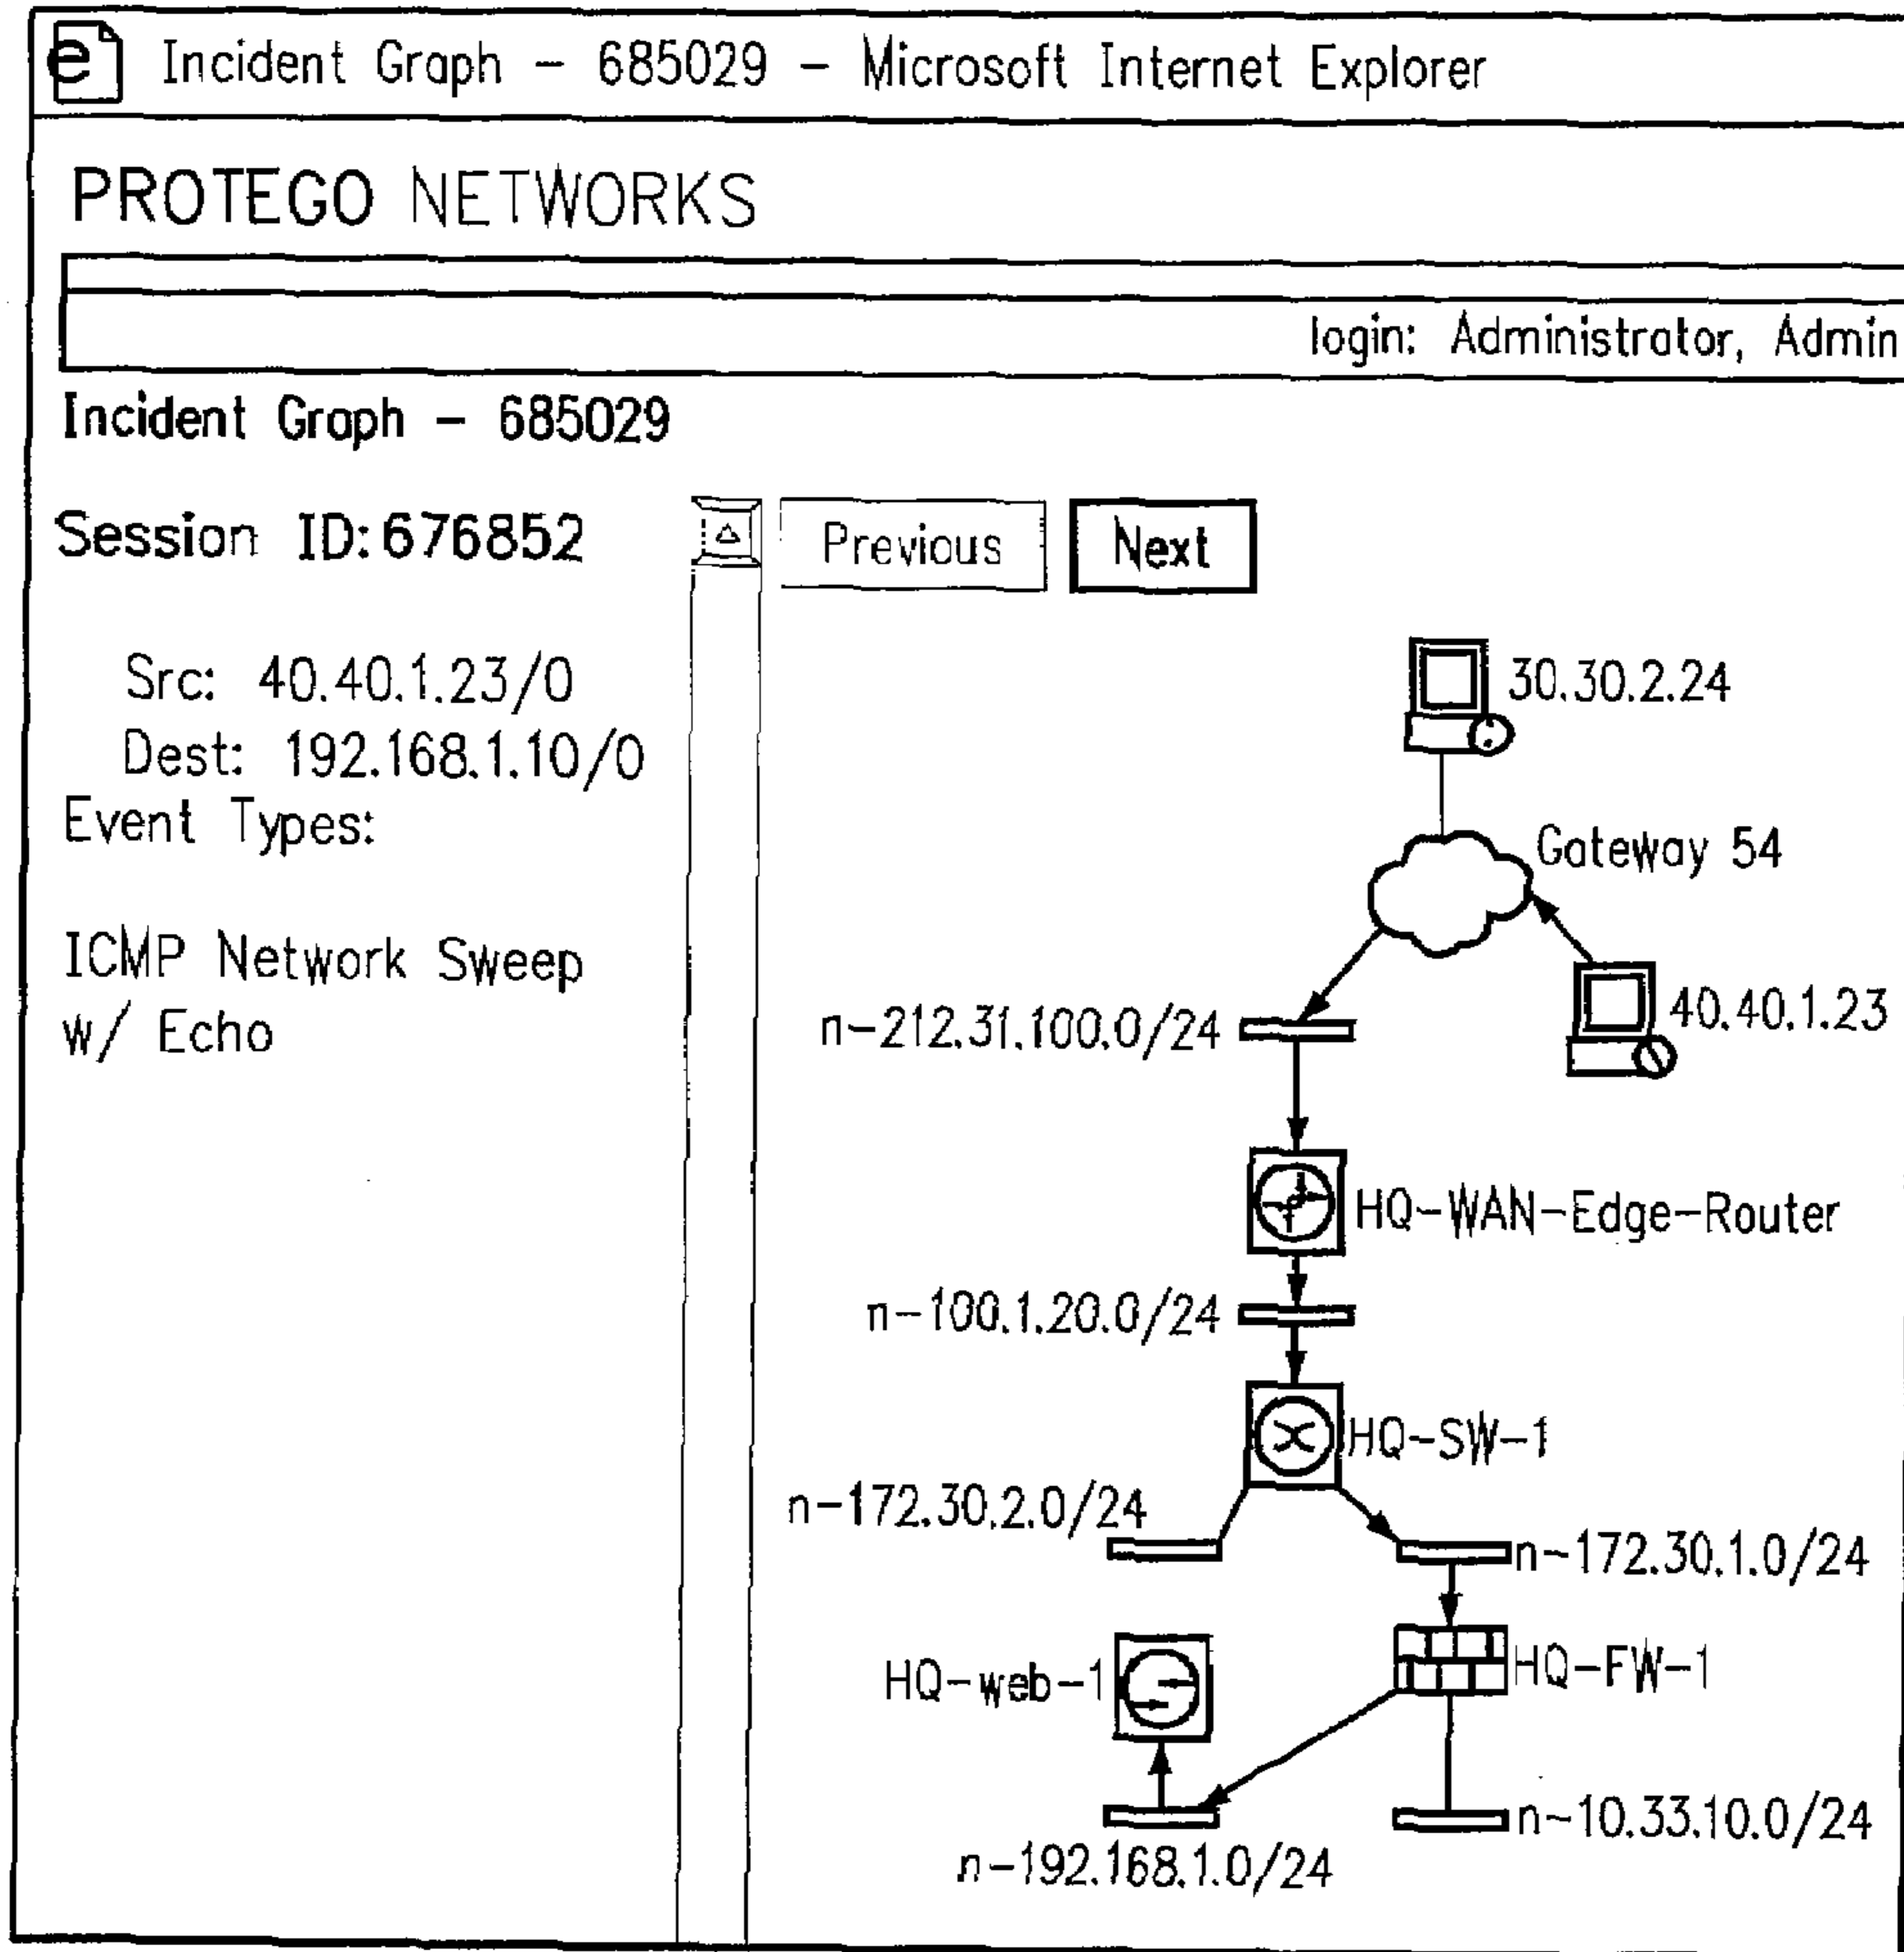 Incident Graph - 685029 - Microsoft Internet Explorer
PROTEGO NETWORKS
login: Administrator, Admin
Incident Graph - 685029
Session ID: 676852
Previous
Next
Src: 40.40.1.23/0
Dest: 192.168.1.10/0
Event Types:
ICMP Network Sweep
w/ Echo
30.30.2.24
Gateway 54
40.40.1.23
n-212.31.100.0/24
HQ-WAN-Edge-Router
n-100.1.20.0/24
HQ-SW-1
n-172.30.2.0/24
n-172.30.1.0/24
HQ-web-1
HQ-FW-1
n-10.33.10.0/24
n-192.168.1.0/24